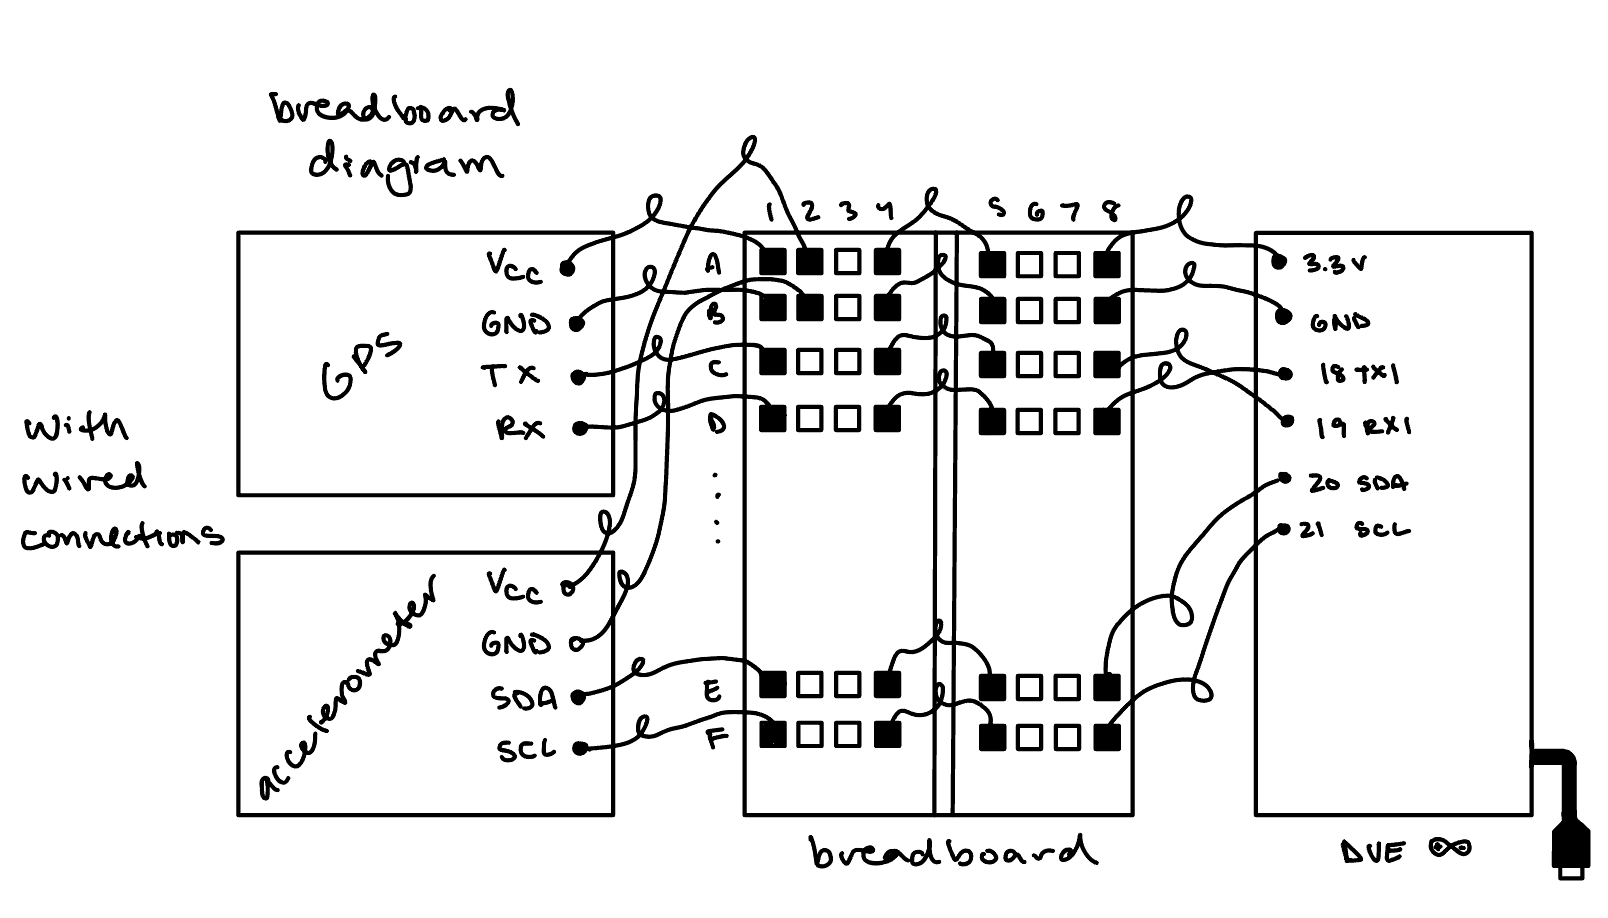 breadboard
diagram
with
wired
connections
GPS
VCC
GND
TX
RX
accelerometer
VCC
GND
SDA
SCL
1 2 3 4 5 6 7 8
A
B
C
D
E
F
breadboard
3.3V
GND
18 TX1
19 RX1
20 SDA
21 SCL
DUE